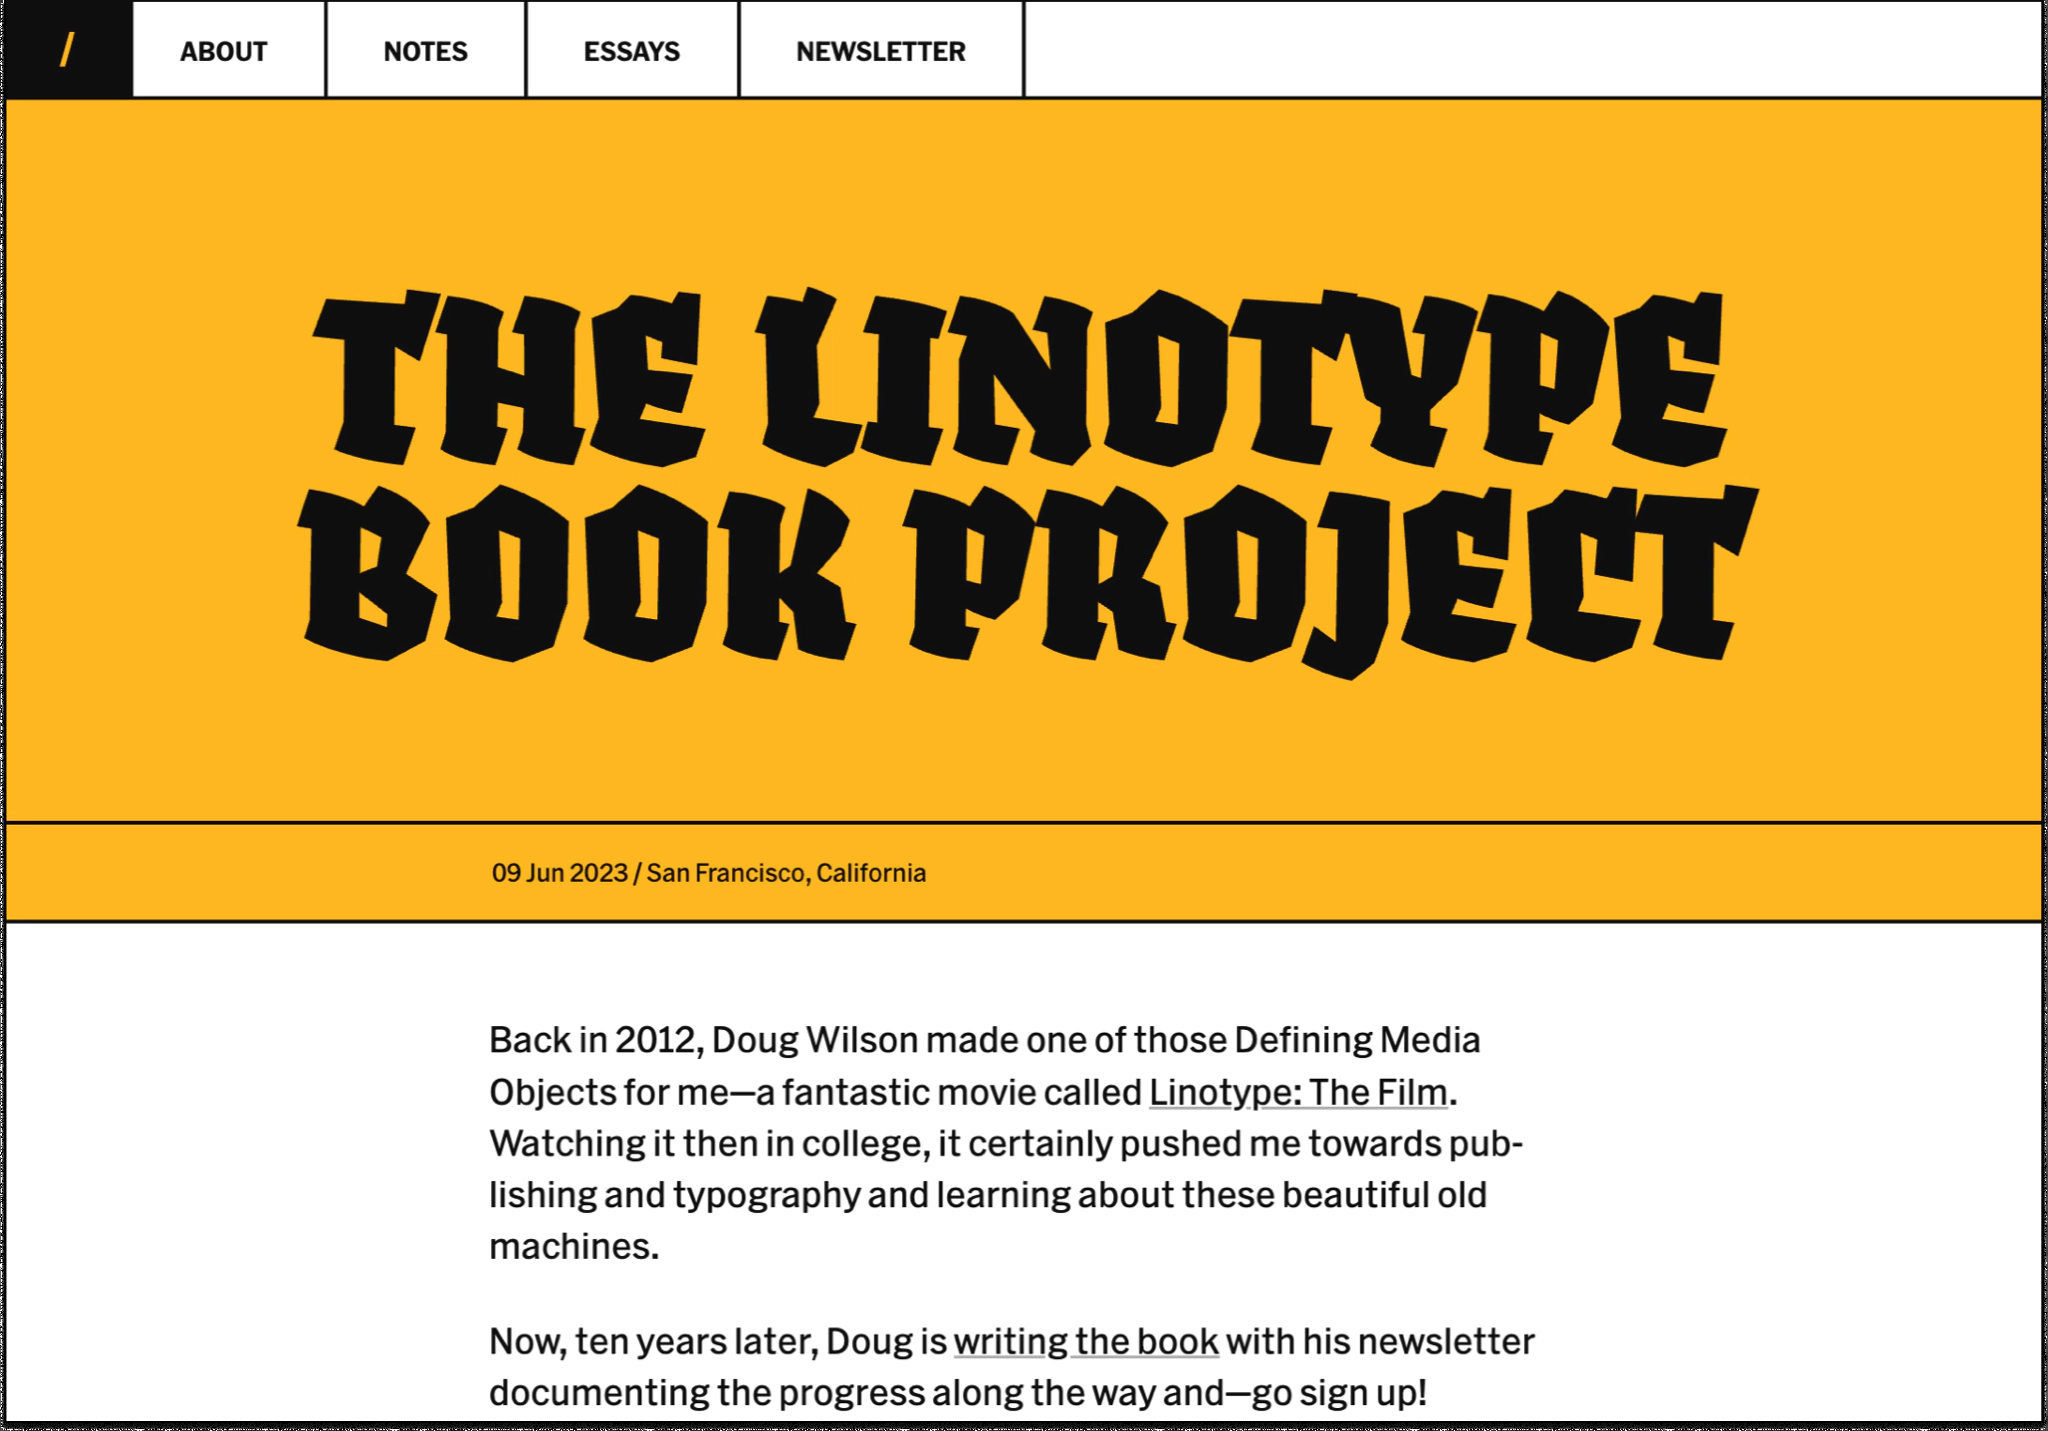 /
ABOUT
NOTES
ESSAYS
NEWSLETTER
THE LINOTYPE
BOOK PROJECT
09 Jun 2023 / San Francisco, California
Back in 2012, Doug Wilson made one of those Defining Media
Objects for me—a fantastic movie called Linotype: The Film.
Watching it then in college, it certainly pushed me towards pub-
lishing and typography and learning about these beautiful old
machines.
Now, ten years later, Doug is writing the book with his newsletter
documenting the progress along the way and—go sign up!